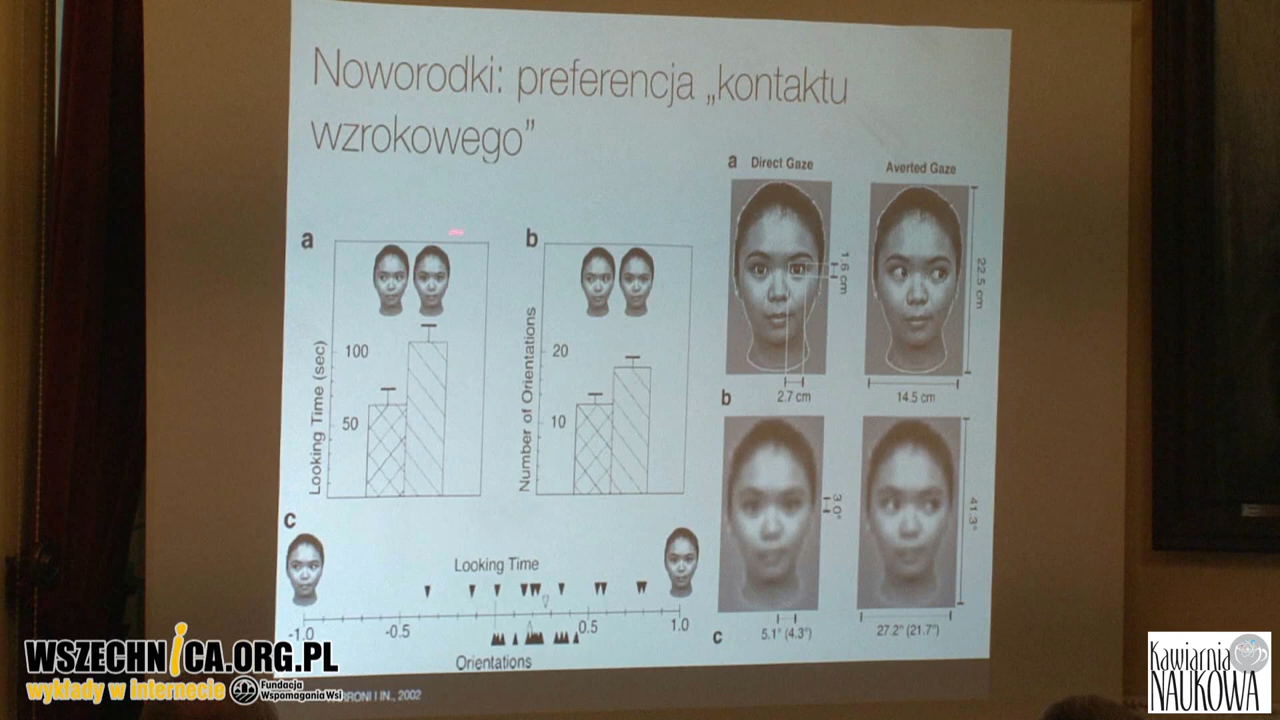 Noworodki: preferencja „kontaktu
wzrokowego”
a
Looking Time (sec)
100
50
b
Number of Orientations
20
10
c
Looking Time
-1.0
-0.5
0.5
1.0
Orientations
a Direct Gaze
Averted Gaze
1.6 cm
22.5 cm
2.7 cm
14.5 cm
b
3.0°
41.3°
c
5.1° (4.3°)
27.2° (21.7°)
I IN., 2002
WSZECHNiCA.ORG.PL
wykłady w internecie
Fundacja
Wspomagania Wsi
Kawiarnia
NAUKOWA